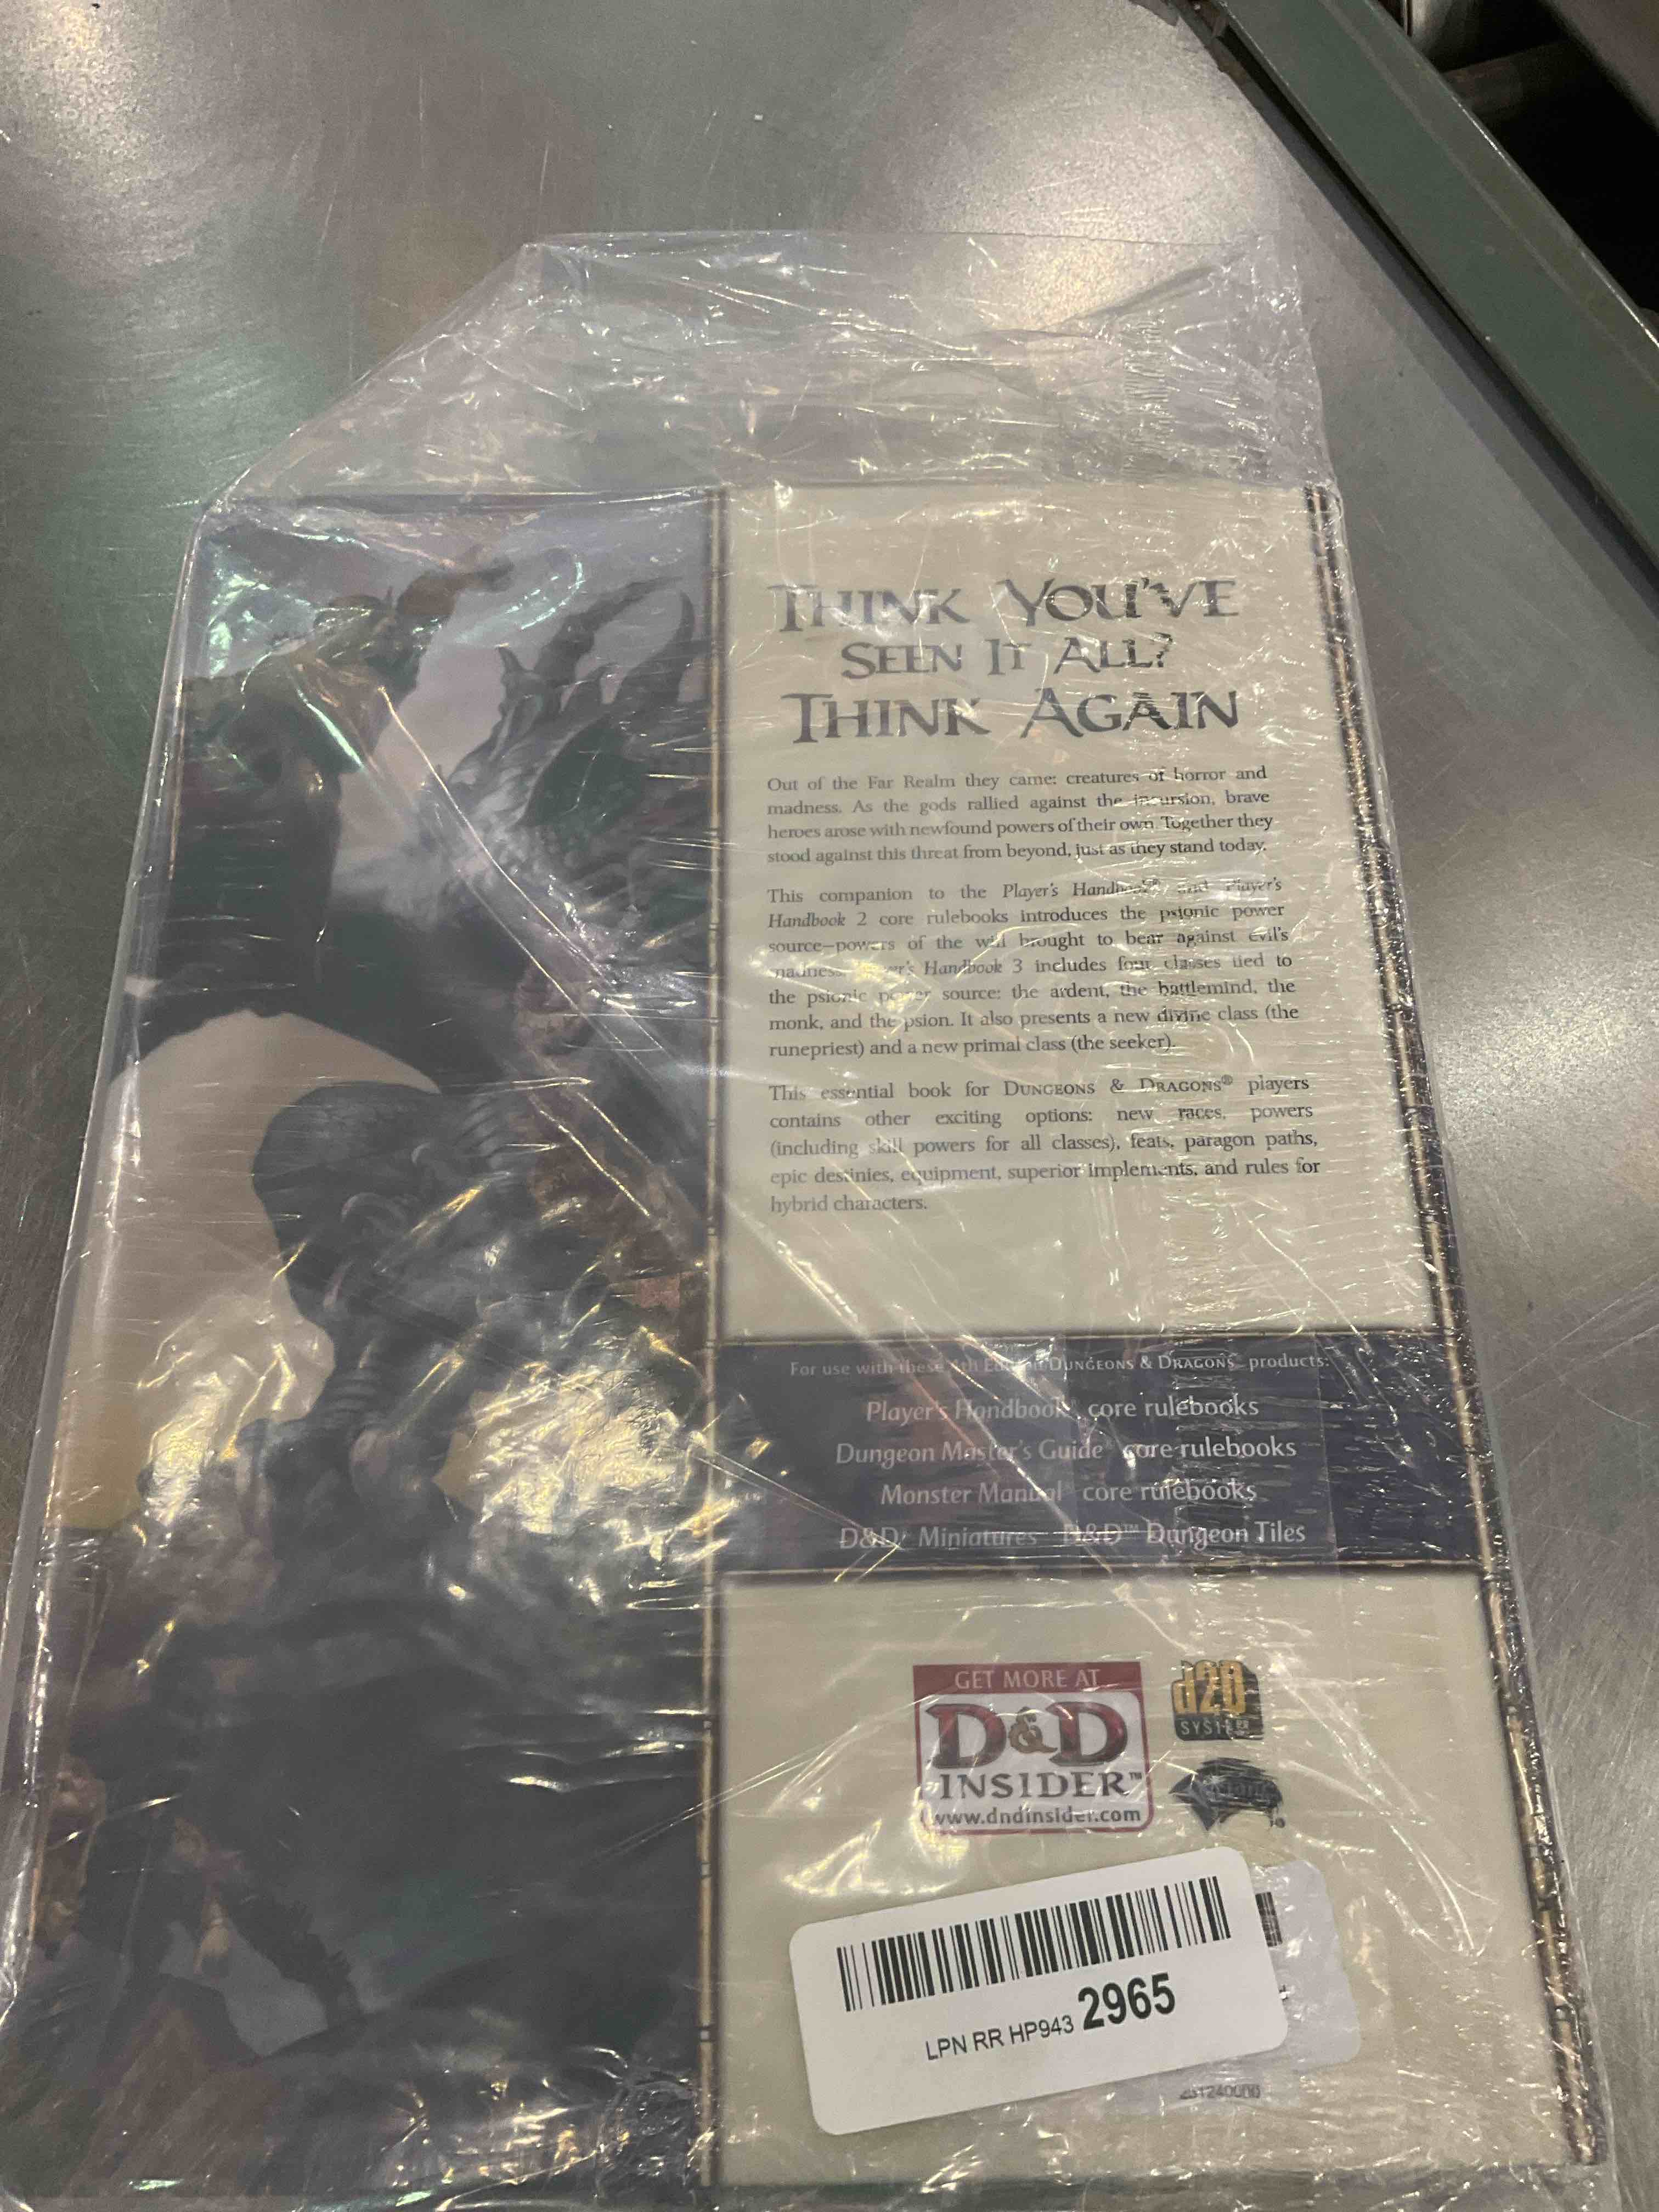 THINK YOU'VE
SEEN IT ALL?
THINK AGAIN
Out of the Far Realm they came: creatures of horror and
madness. As the gods rallied against the incursion, brave
heroes arose with newfound powers of their own. Together they
stood against this threat from beyond, just as they stand today.
This companion to the Player's Handbook® and Player's
Handbook 2 core rulebooks introduces the psionic power
source—powers of the will brought to bear against evil's
madness. Player's Handbook 3 includes four classes tied to
the psionic power source: the ardent, the battlemind, the
monk, and the psion. It also presents a new divine class (the
runepriest) and a new primal class (the seeker).
This essential book for DUNGEONS & DRAGONS® players
contains other exciting options: new races, powers
(including skill powers for all classes), feats, paragon paths,
epic destinies, equipment, superior implements, and rules for
hybrid characters.
For use with these 4th Edition DUNGEONS & DRAGONS products:
Player's Handbook® core rulebooks
Dungeon Master's Guide® core rulebooks
Monster Manual® core rulebooks
D&D® Miniatures D&D™ Dungeon Tiles
GET MORE AT
D&D
INSIDER™
www.dndinsider.com
d20
SYSTEM
LPN RR HP943 2965